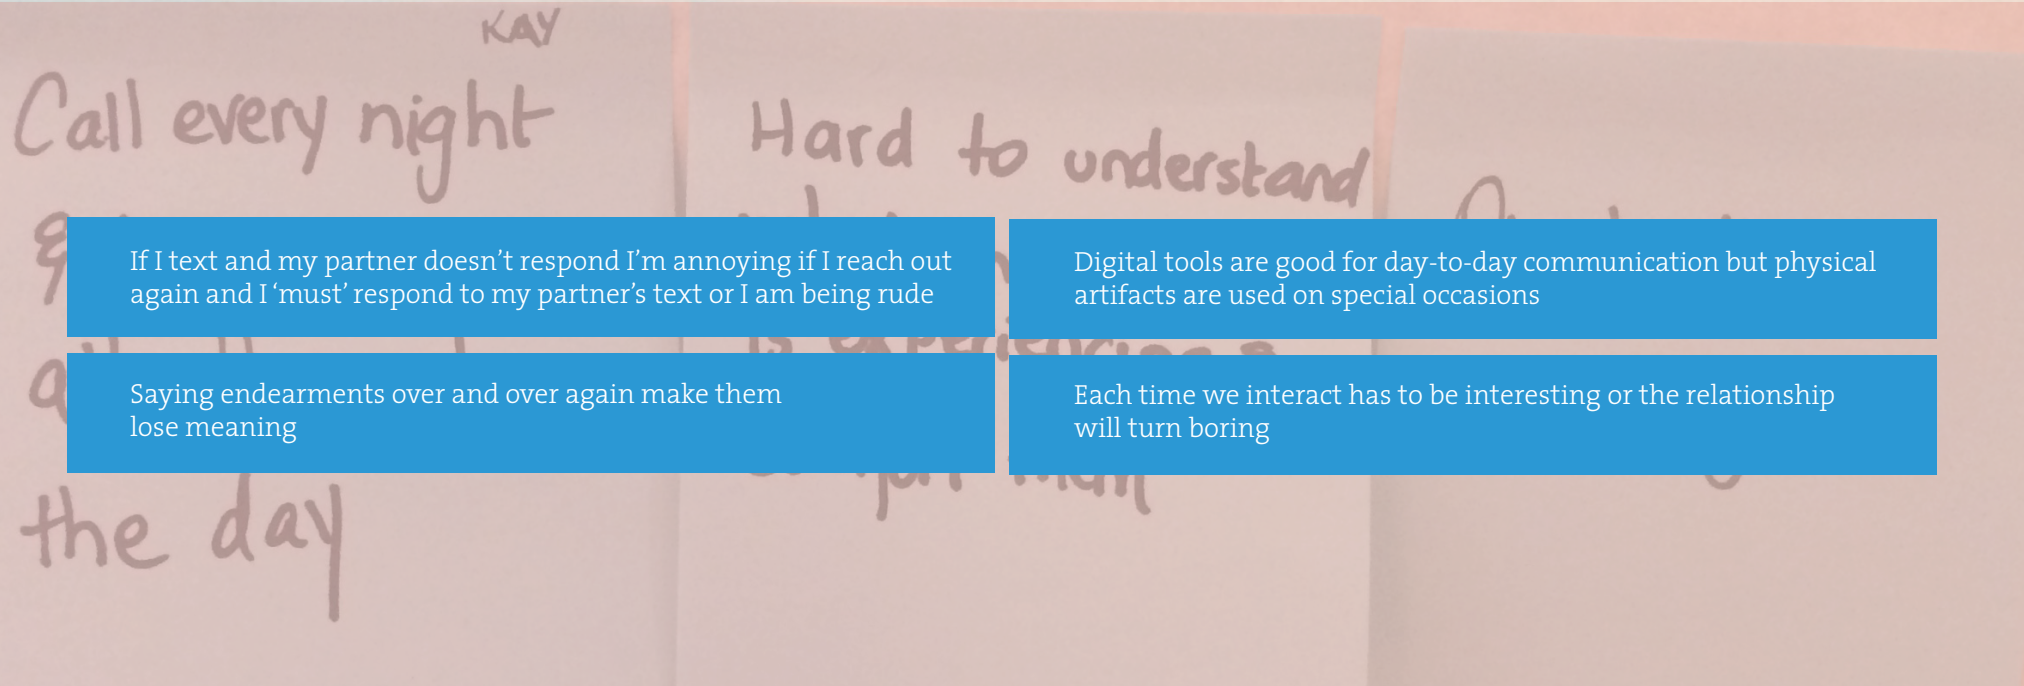 KAY
Call every night
Hard to understand
If I text and my partner doesn’t respond I’m annoying if I reach out
again and I ‘must’ respond to my partner’s text or I am being rude
Digital tools are good for day-to-day communication but physical
artifacts are used on special occasions
is experiencing
Saying endearments over and over again make them
lose meaning
Each time we interact has to be interesting or the relationship
will turn boring
the day